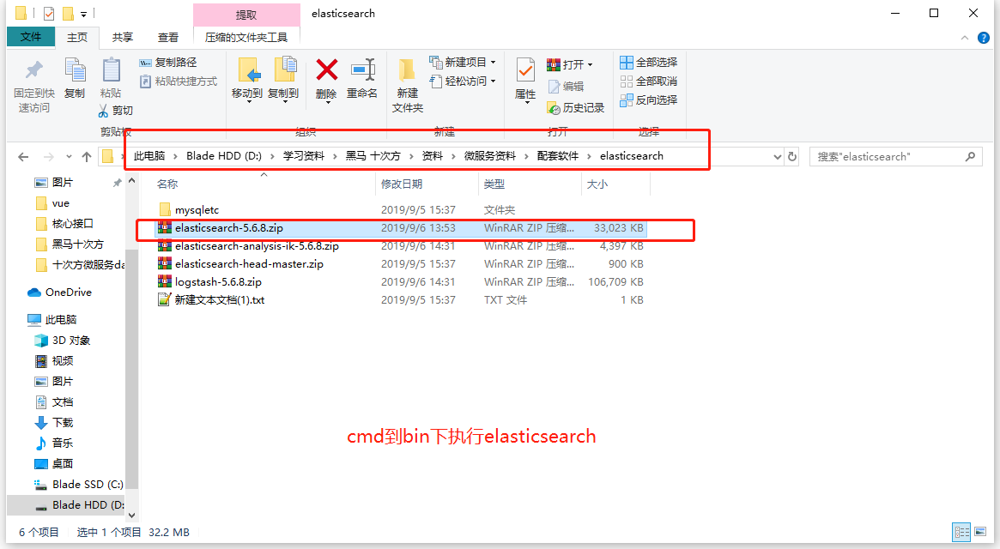 提取
elasticsearch
文件
主页
共享
查看
压缩的文件夹工具
固定到快
速访问
复制
粘贴
复制路径
粘贴快捷方式
剪切
剪贴板
移动到
复制到
删除
重命名
组织
新建
文件夹
新建项目
轻松访问
新建
属性
打开
编辑
历史记录
打开
全部选择
全部取消
反向选择
选择
此电脑 › Blade HDD (D:) › 学习资料 › 黑马 十次方 › 资料 › 微服务资料 › 配套软件 › elasticsearch
搜索"elasticsearch"
图片
vue
核心接口
黑马十次方
十次方微服务da
OneDrive
此电脑
3D 对象
视频
图片
文档
下载
音乐
桌面
Blade SSD (C:)
Blade HDD (D:
名称 修改日期 类型 大小
mysqletc 2019/9/5 15:37 文件夹
elasticsearch-5.6.8.zip 2019/9/6 13:53 WinRAR ZIP 压缩... 33,023 KB
elasticsearch-analysis-ik-5.6.8.zip 2019/9/6 14:31 WinRAR ZIP 压缩... 4,397 KB
elasticsearch-head-master.zip 2019/9/5 15:37 WinRAR ZIP 压缩... 900 KB
logstash-5.6.8.zip 2019/9/6 14:31 WinRAR ZIP 压缩... 106,709 KB
新建文本文档(1).txt 2019/9/5 15:37 TXT 文件 1 KB
cmd到bin下执行elasticsearch
6 个项目 选中 1 个项目 32.2 MB